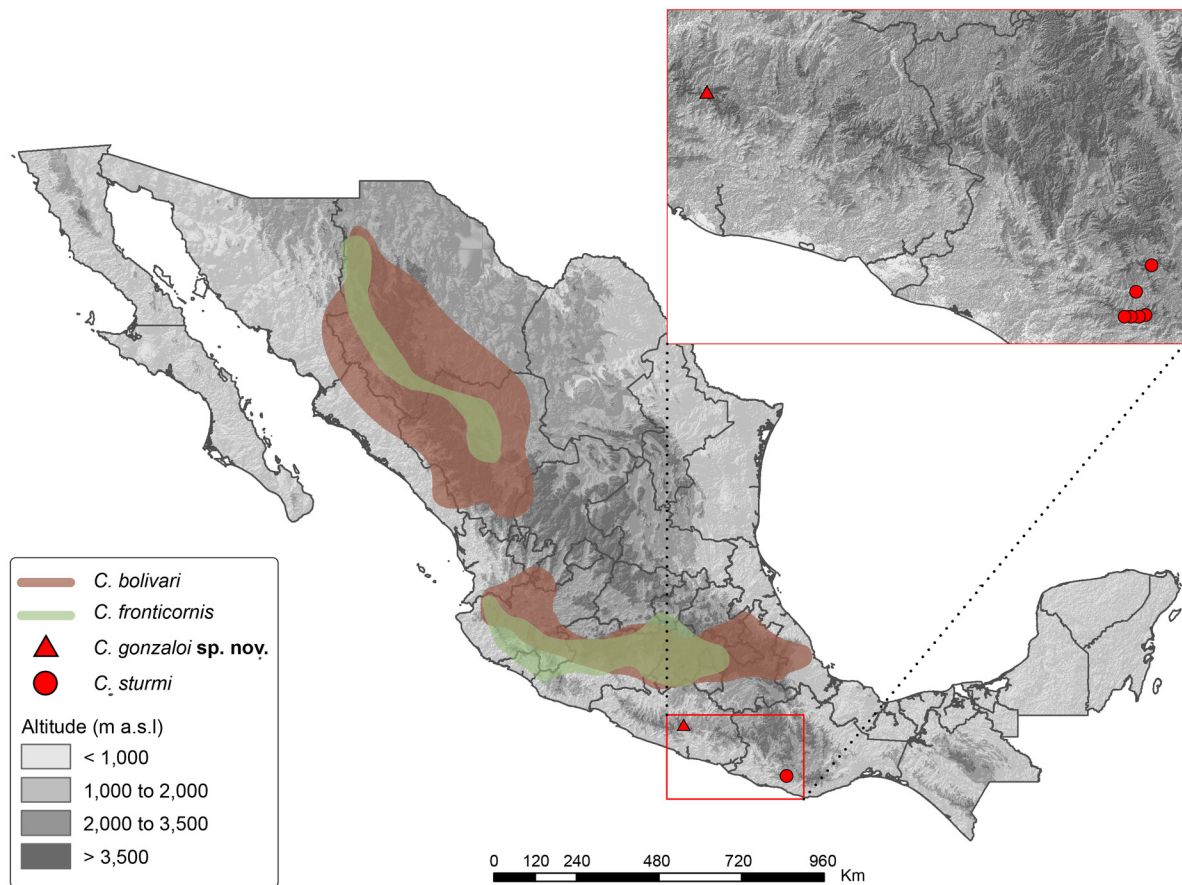 C. bolivari
C. fronticornis
C. gonzaloi sp. nov.
C. sturmi
Altitude (m a.s.l)
< 1,000
1,000 to 2,000
2,000 to 3,500
> 3,500
0 120 240 480 720 960
Km